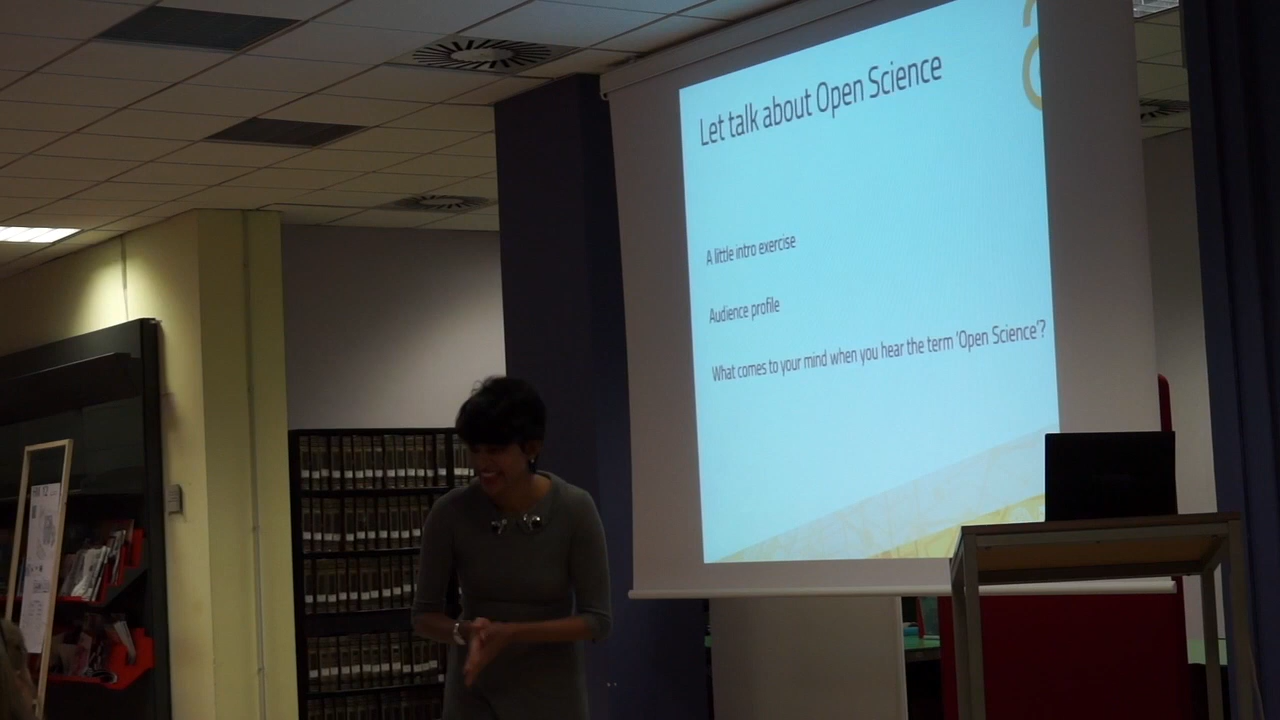 Let talk about Open Science
A little intro exercise
Audience profile
What comes to your mind when you hear the term 'Open Science'?